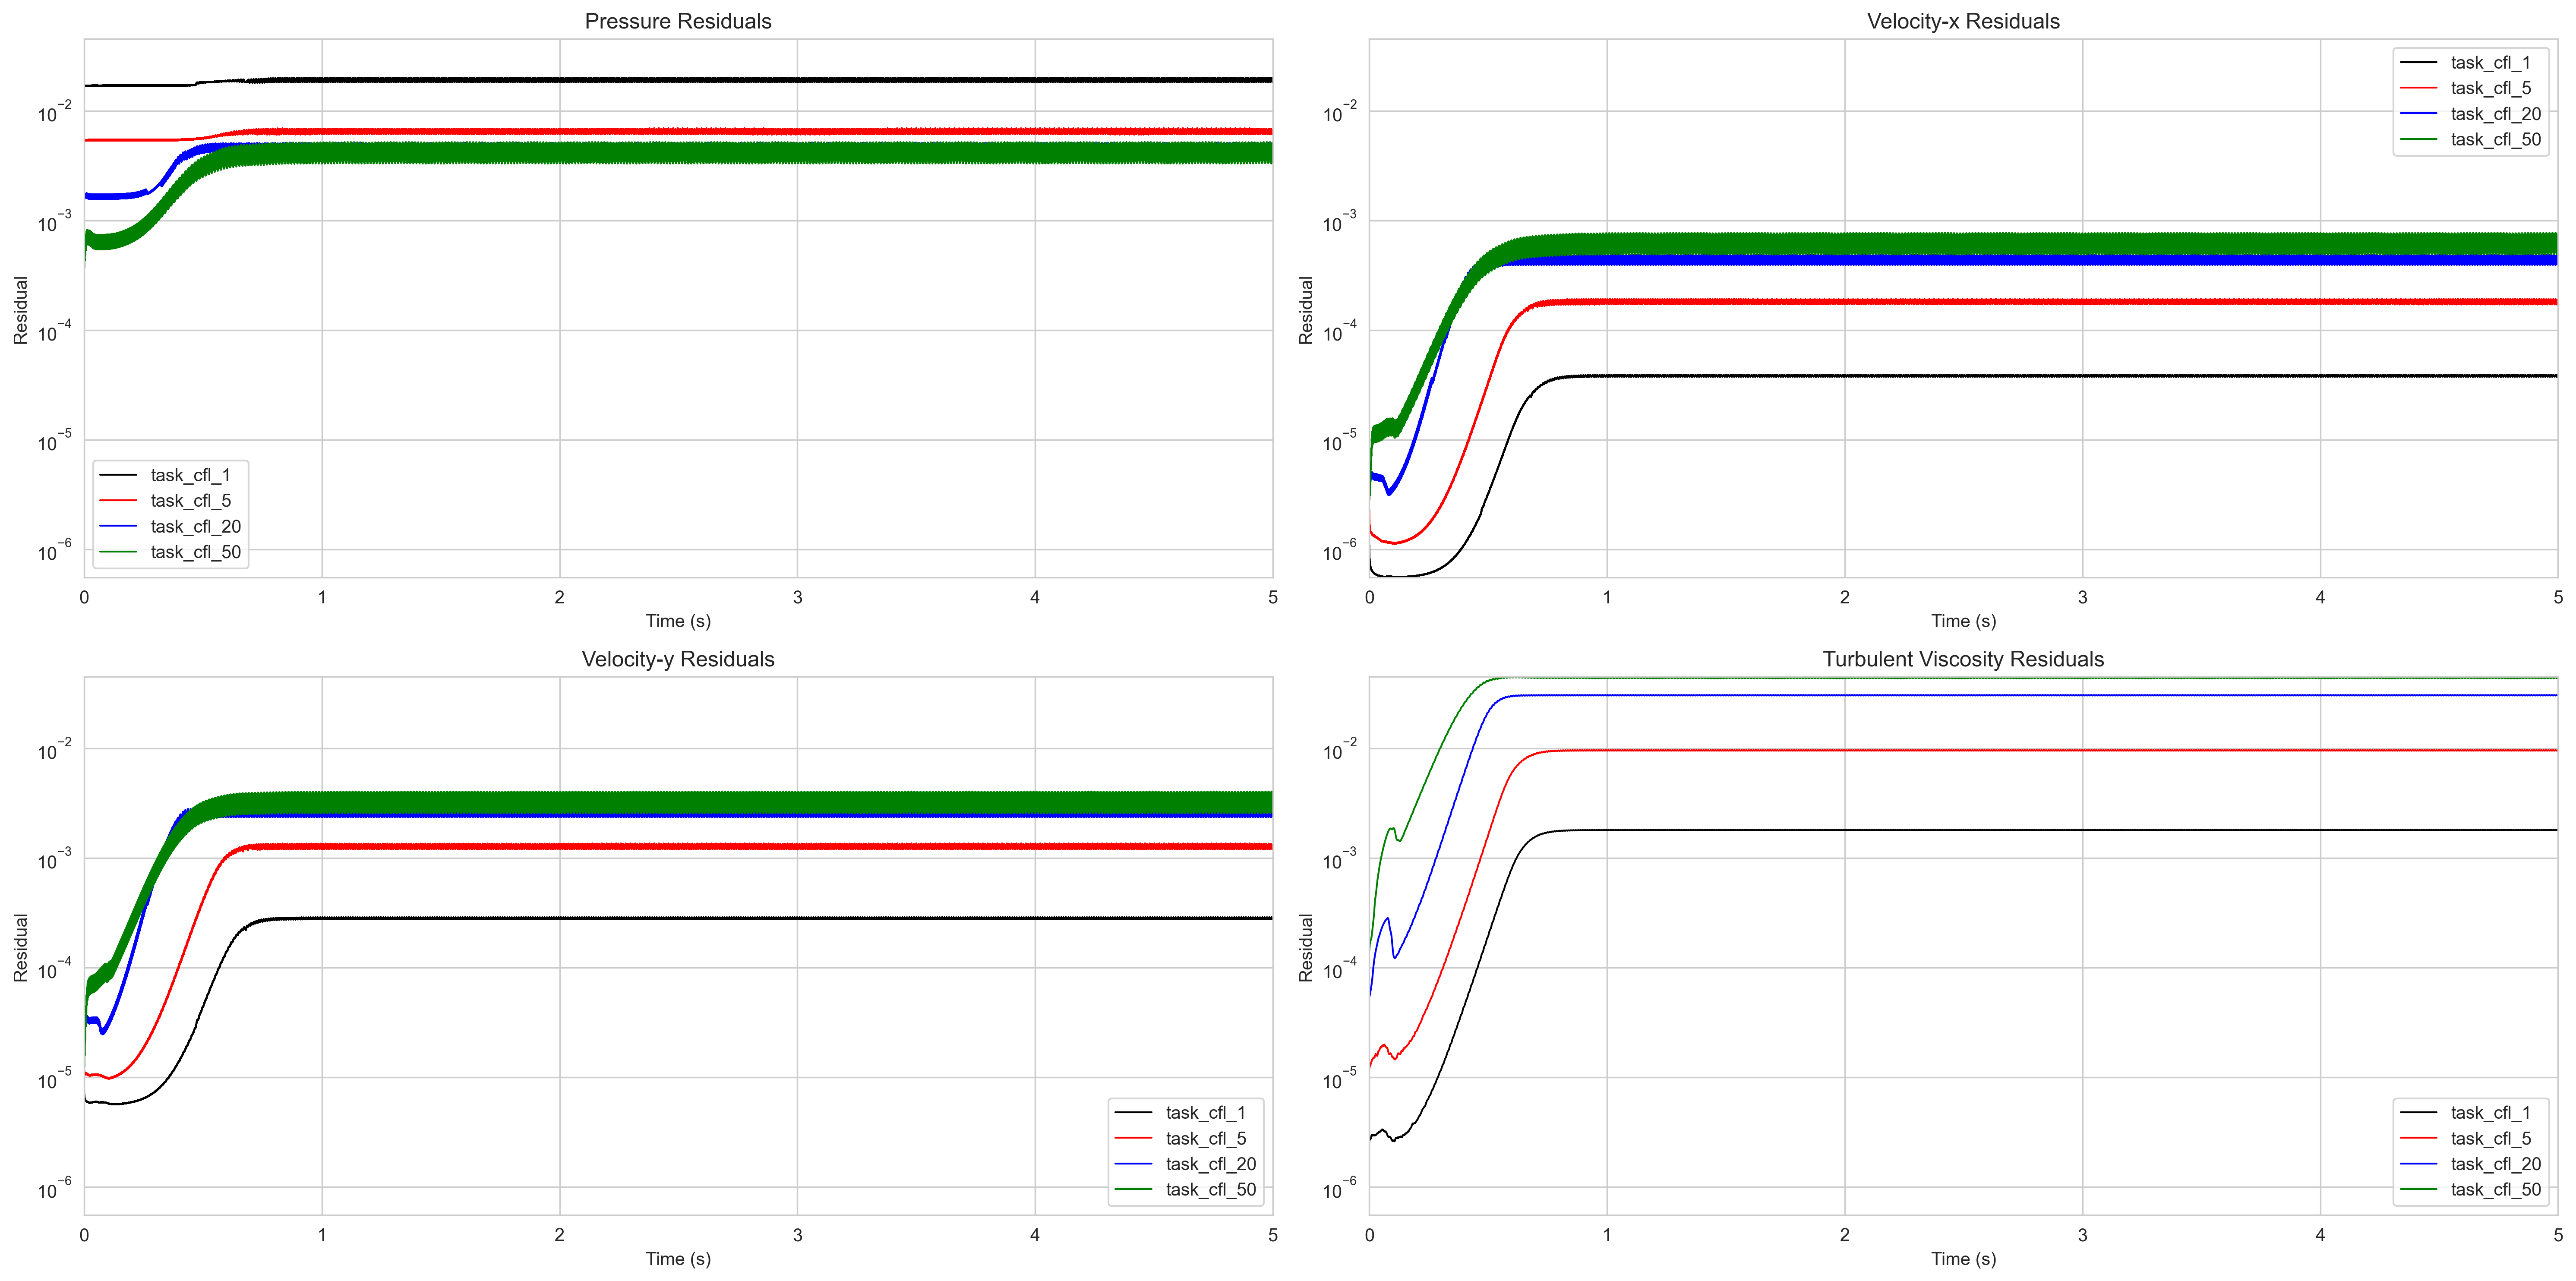 Pressure Residuals
Residual
10⁻²
10⁻³
10⁻⁴
10⁻⁵
10⁻⁶
task_cfl_1
task_cfl_5
task_cfl_20
task_cfl_50
0 1 2 3 4 5
Time (s)
Velocity-x Residuals
Residual
10⁻²
10⁻³
10⁻⁴
10⁻⁵
10⁻⁶
task_cfl_1
task_cfl_5
task_cfl_20
task_cfl_50
0 1 2 3 4 5
Time (s)
Velocity-y Residuals
Residual
10⁻²
10⁻³
10⁻⁴
10⁻⁵
10⁻⁶
task_cfl_1
task_cfl_5
task_cfl_20
task_cfl_50
0 1 2 3 4 5
Time (s)
Turbulent Viscosity Residuals
Residual
10⁻²
10⁻³
10⁻⁴
10⁻⁵
10⁻⁶
task_cfl_1
task_cfl_5
task_cfl_20
task_cfl_50
0 1 2 3 4 5
Time (s)